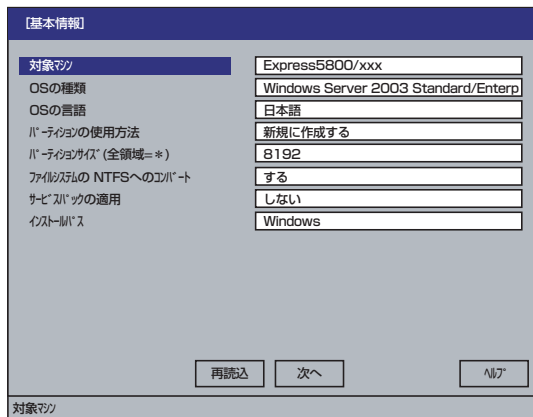 [基本情報]
対象ﾏｼﾝ Express5800/xxx
OSの種類 Windows Server 2003 Standard/Enterp
OSの言語 日本語
ﾊﾟｰﾃｨｼｮﾝの使用方法 新規に作成する
ﾊﾟｰﾃｨｼｮﾝｻｲｽﾞ(全領域=＊) 8192
ﾌｧｲﾙｼｽﾃﾑの NTFSへのｺﾝﾊﾞｰﾄ する
ｻｰﾋﾞｽﾊﾟｯｸの適用 しない
ｲﾝｽﾄｰﾙﾊﾟｽ Windows
再読込 次へ ﾍﾙﾌﾟ
対象ﾏｼﾝ